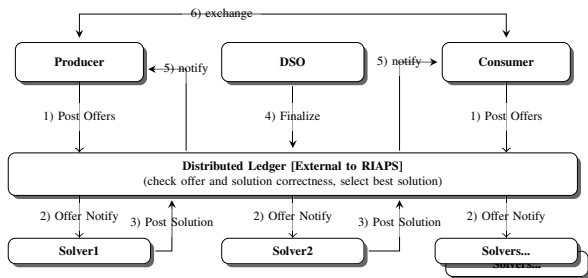 6) exchange
Producer
DSO
Consumer
5) notify
5) notify
1) Post Offers
4) Finalize
1) Post Offers
Distributed Ledger [External to RIAPS]
(check offer and solution correctness, select best solution)
2) Offer Notify
3) Post Solution
2) Offer Notify
3) Post Solution
2) Offer Notify
Solver1
Solver2
Solvers...
Solvers...